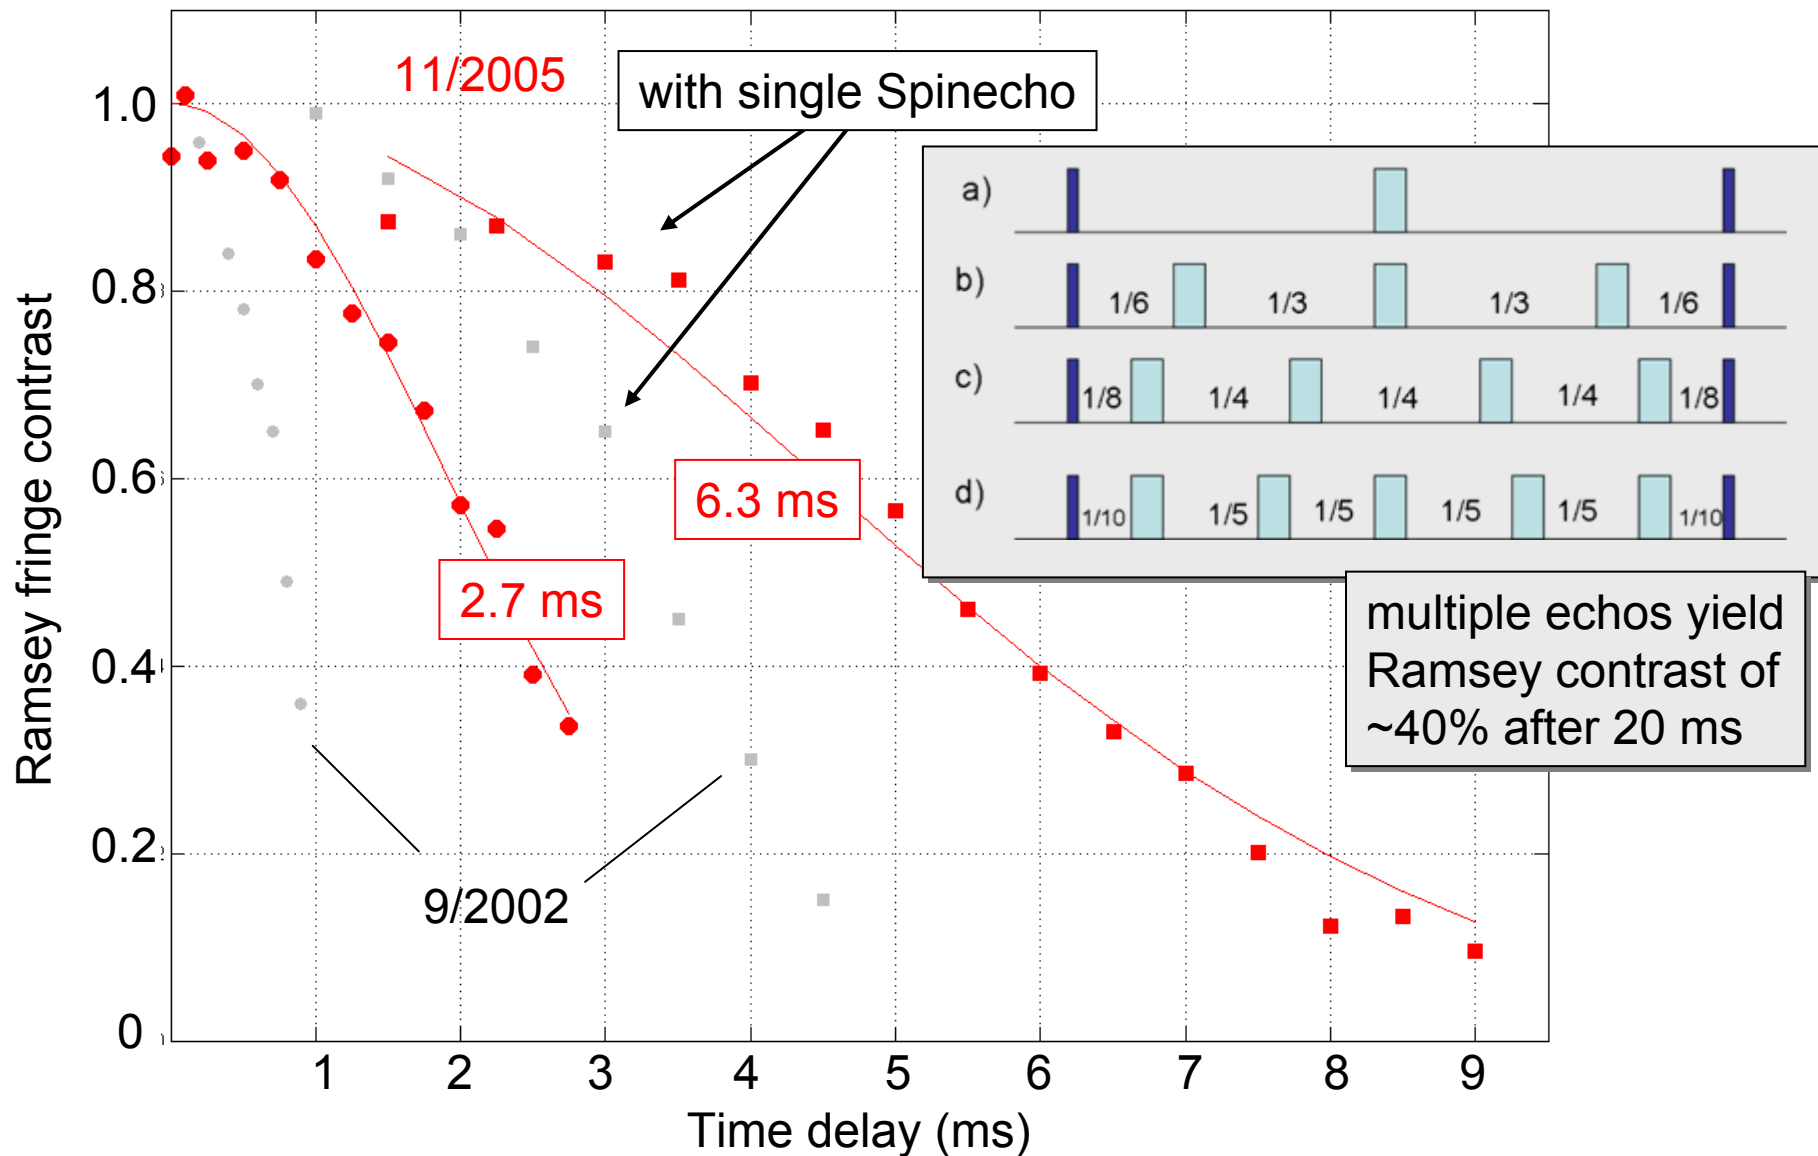 11/2005
with single Spinecho
1.0
0.8
0.6
0.4
0.2
0
Ramsey fringe contrast
6.3 ms
2.7 ms
9/2002
1 2 3 4 5 6 7 8 9
Time delay (ms)
a)
b) 1/6 1/3 1/3 1/6
c) 1/8 1/4 1/4 1/4 1/8
d) 1/10 1/5 1/5 1/5 1/5 1/10
multiple echos yield
Ramsey contrast of
~40% after 20 ms